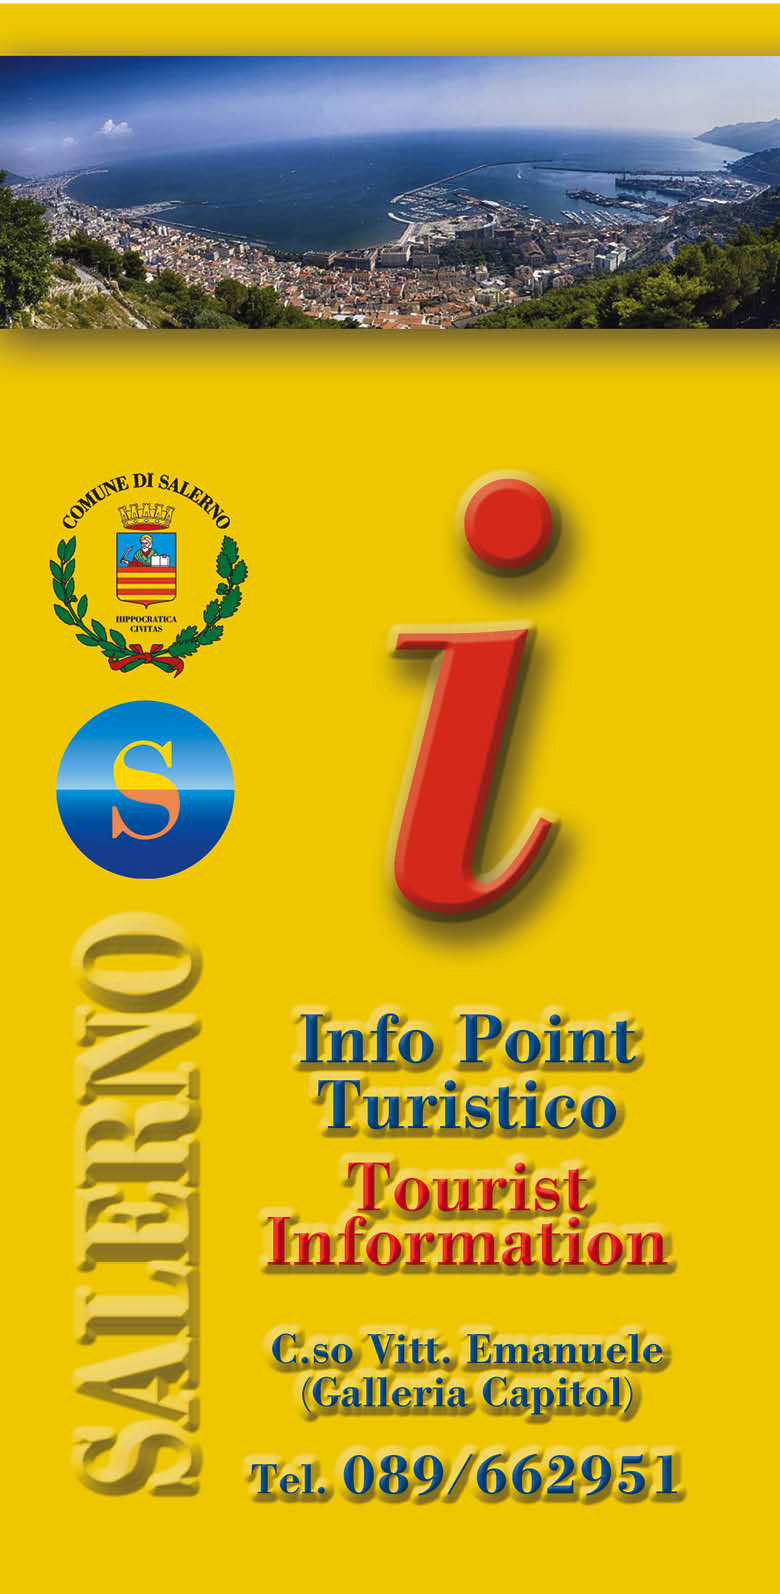 COMUNE DI SALERNO
HIPPOCRATICA
CIVITAS
S
SALERNO
i
Info Point
Turistico
Tourist
Information
C.so Vitt. Emanuele
(Galleria Capitol)
Tel. 089/662951